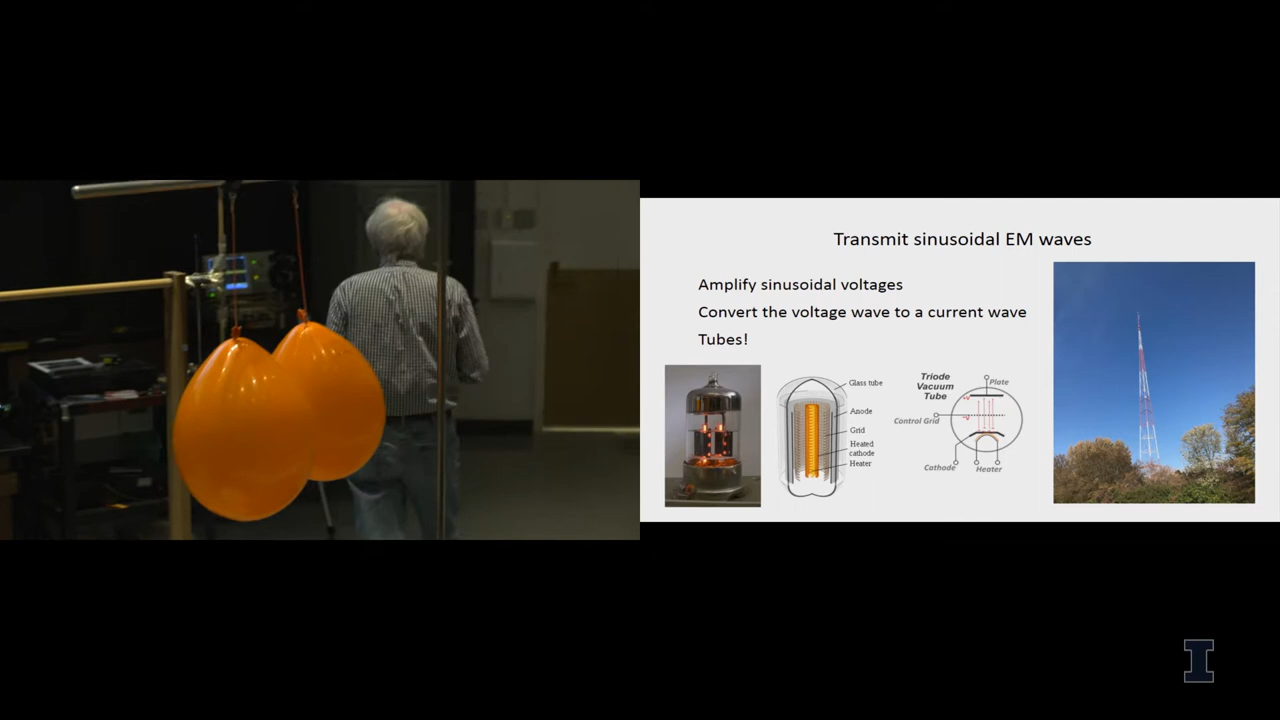 Transmit sinusoidal EM waves
Amplify sinusoidal voltages
Convert the voltage wave to a current wave
Tubes!
Glass tube
Anode
Grid
Heated
cathode
Heater
Triode
Vacuum
Tube
Plate
+v
-v
Control Grid
Cathode
Heater
I